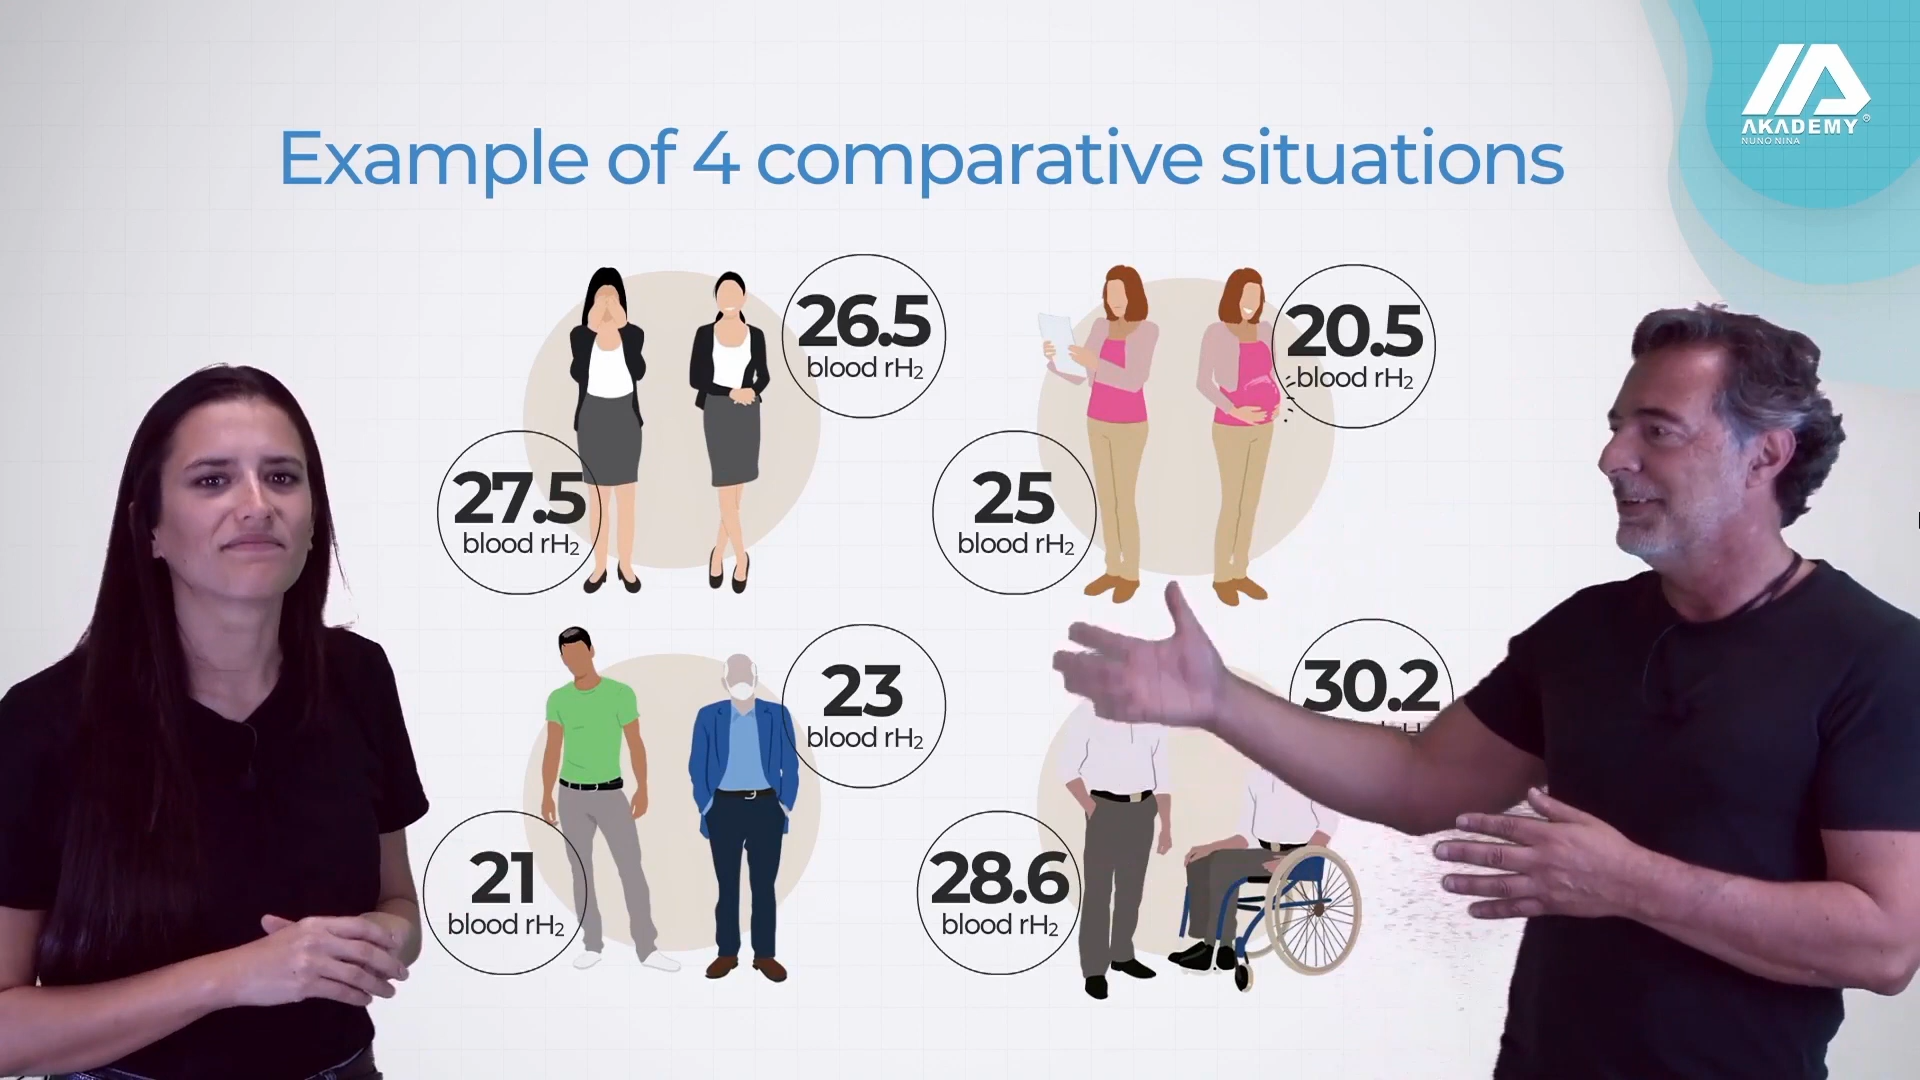 AKADEMY®
NUNO NINA
Example of 4 comparative situations
26.5
blood rH₂
27.5
blood rH₂
20.5
blood rH₂
25
blood rH₂
23
blood rH₂
21
blood rH₂
30.2
28.6
blood rH₂